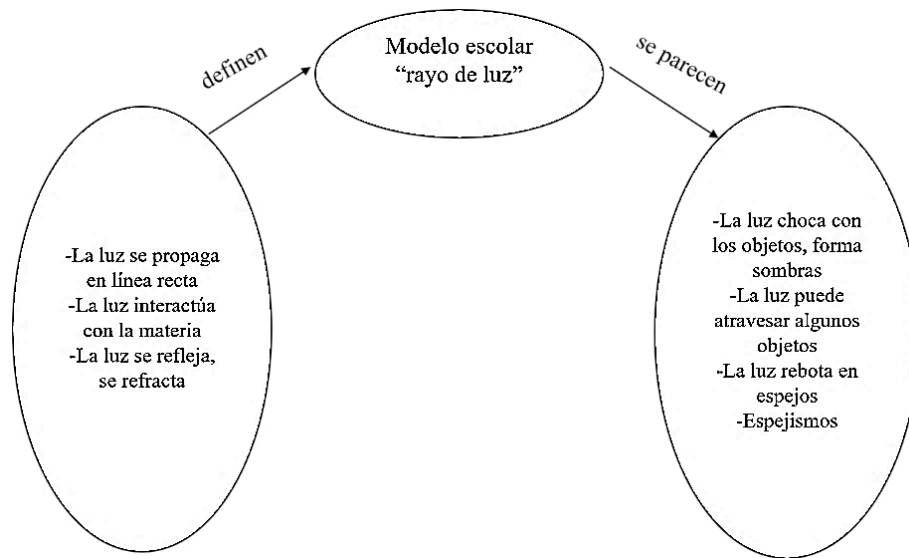 Modelo escolar
“rayo de luz”
definen
se parecen
-La luz se propaga
en línea recta
-La luz interactúa
con la materia
-La luz se refleja,
se refracta
-La luz choca con
los objetos, forma
sombras
-La luz puede
atravesar algunos
objetos
-La luz rebota en
espejos
-Espejismos